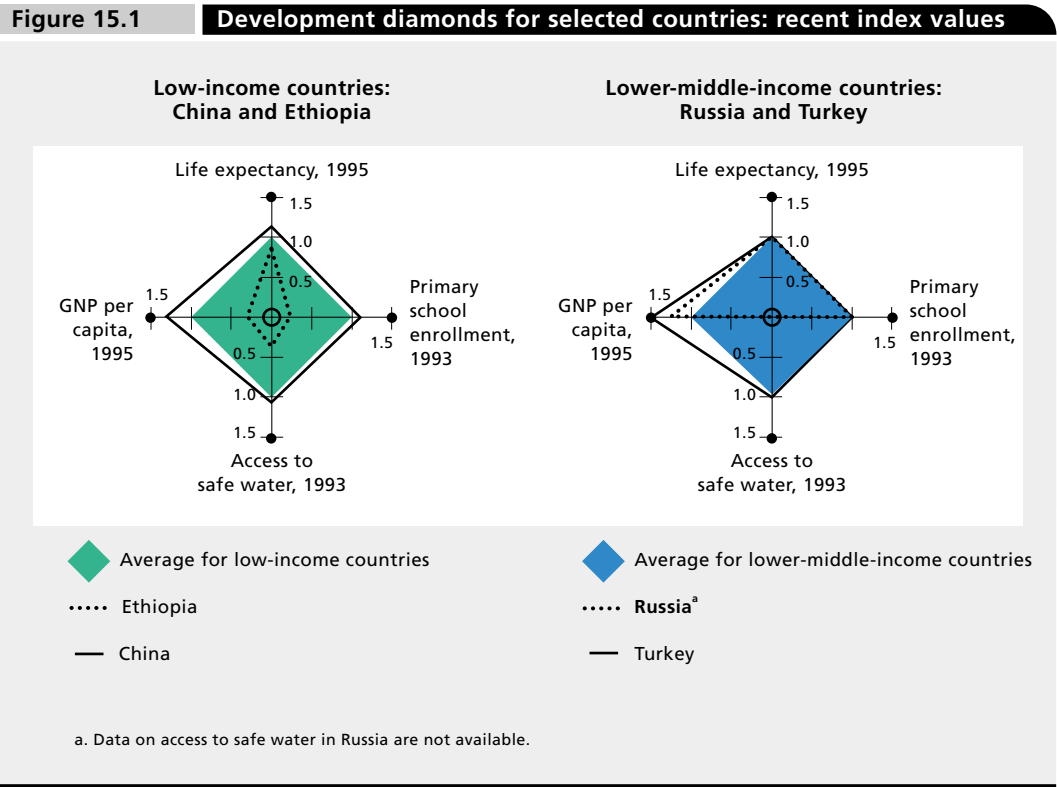 Figure 15.1
Development diamonds for selected countries: recent index values
Low-income countries:
China and Ethiopia
Life expectancy, 1995
1.5
1.0
0.5
GNP per
capita,
1995
1.5
Primary
school
enrollment,
1993
1.5
0.5
1.0
1.5
Access to
safe water, 1993
Average for low-income countries
Ethiopia
China
Lower-middle-income countries:
Russia and Turkey
Life expectancy, 1995
1.5
1.0
0.5
GNP per
capita,
1995
1.5
Primary
school
enrollment,
1993
1.5
0.5
1.0
1.5
Access to
safe water, 1993
Average for lower-middle-income countries
Russiaª
Turkey
a. Data on access to safe water in Russia are not available.